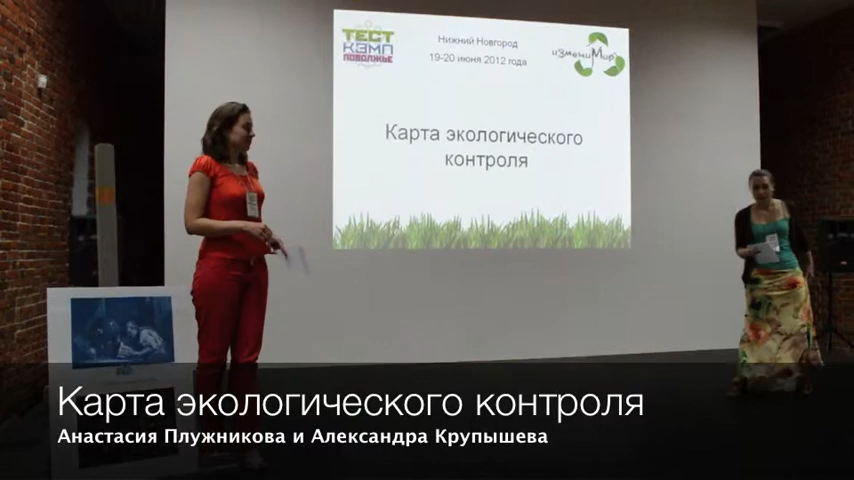 ТЕСТ
КЭМП
ПОВОЛЖЬЕ
Нижний Новгород
19-20 июня 2012 года
измениМир
Карта экологического
контроля
Карта экологического контроля
Анастасия Плужникова и Александра Крупышева